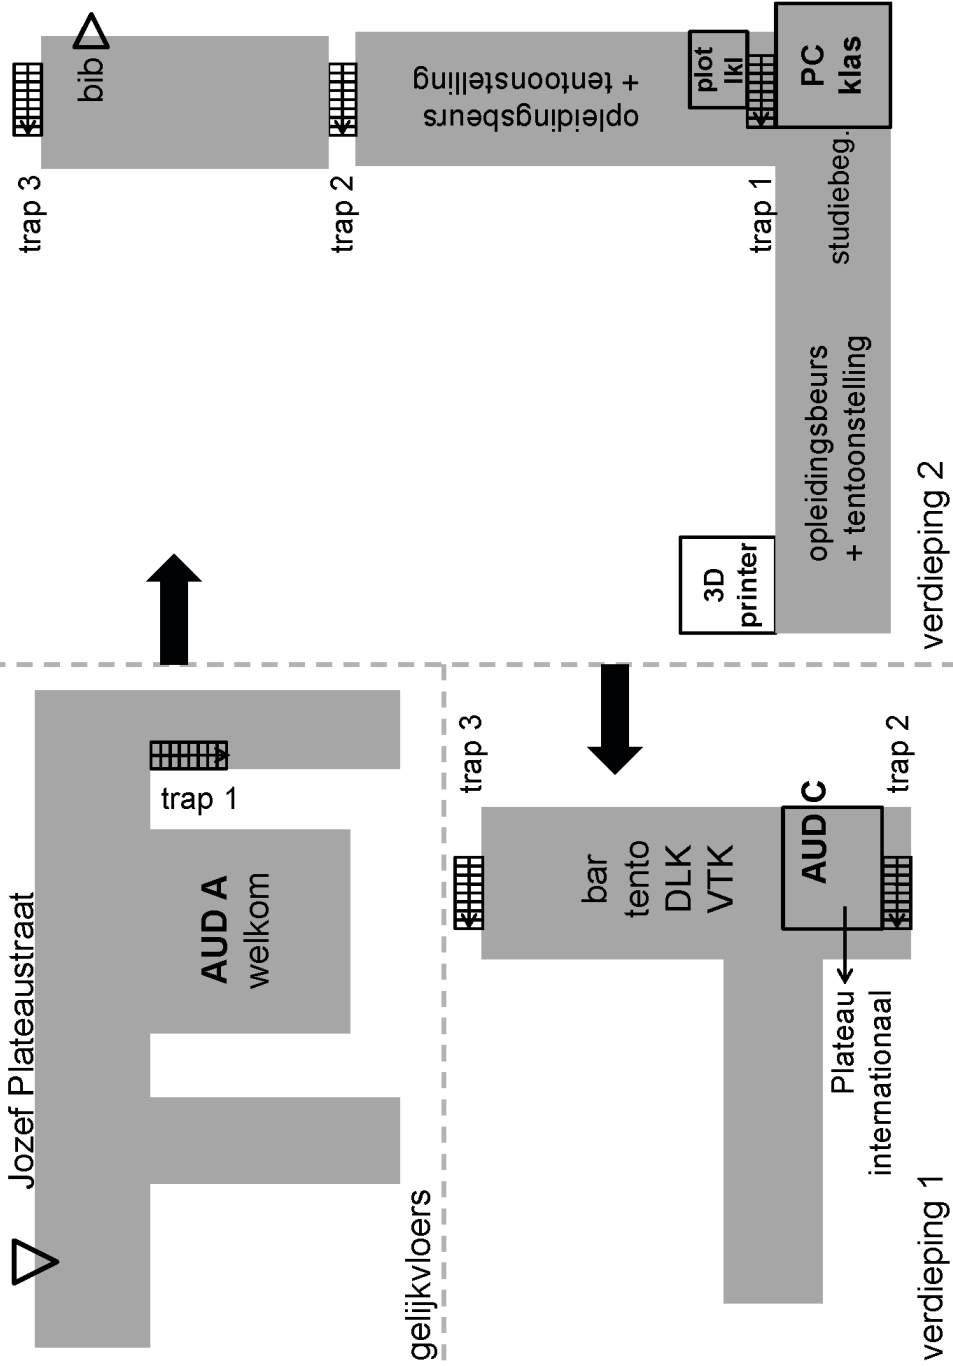 Jozef Plateaustraat
AUD A
welkom
trap 1
gelijkvloers
trap 3
bib
trap 2
opleidingsbeurs
+ tentoonstelling
plot
lkl
trap 1
PC
klas
studiebeg.
opleidingsbeurs
+ tentoonstelling
3D
printer
verdieping 2
trap 3
bar
tento
DLK
VTK
AUD C
trap 2
Plateau
internationaal
verdieping 1